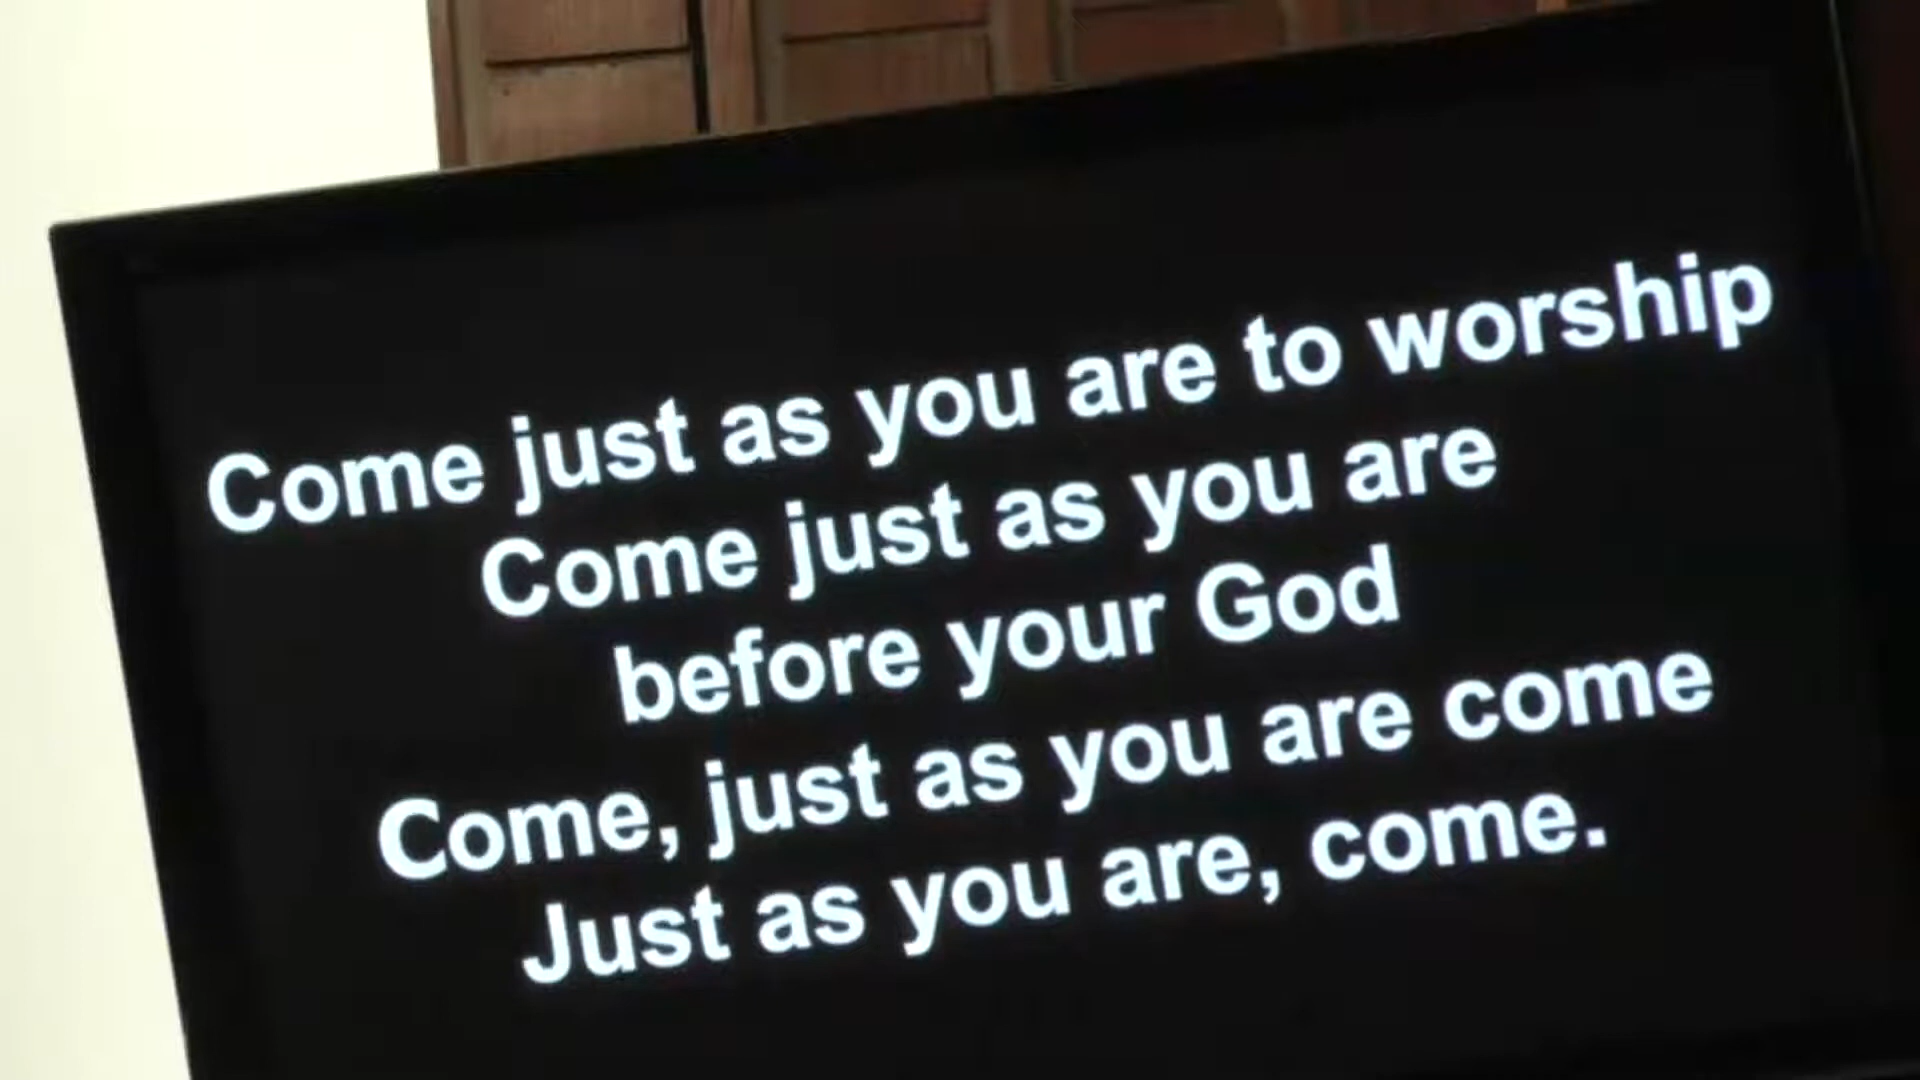 Come just as you are to worship
Come just as you are
before your God
Come, just as you are come
Just as you are, come.